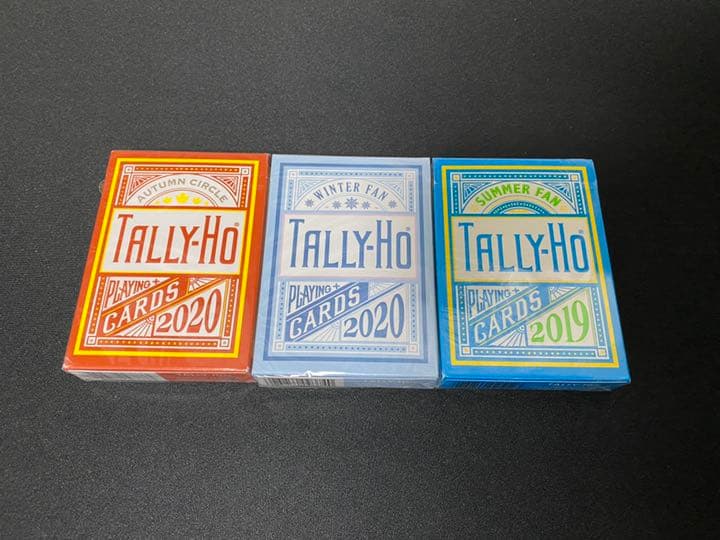 AUTUMN CIRCLE
TALLY-HO®
PLAYING
CARDS
2020
WINTER FAN
TALLY-HO®
PLAYING
CARDS
2020
SUMMER FAN
TALLY-HO®
PLAYING
CARDS
2019